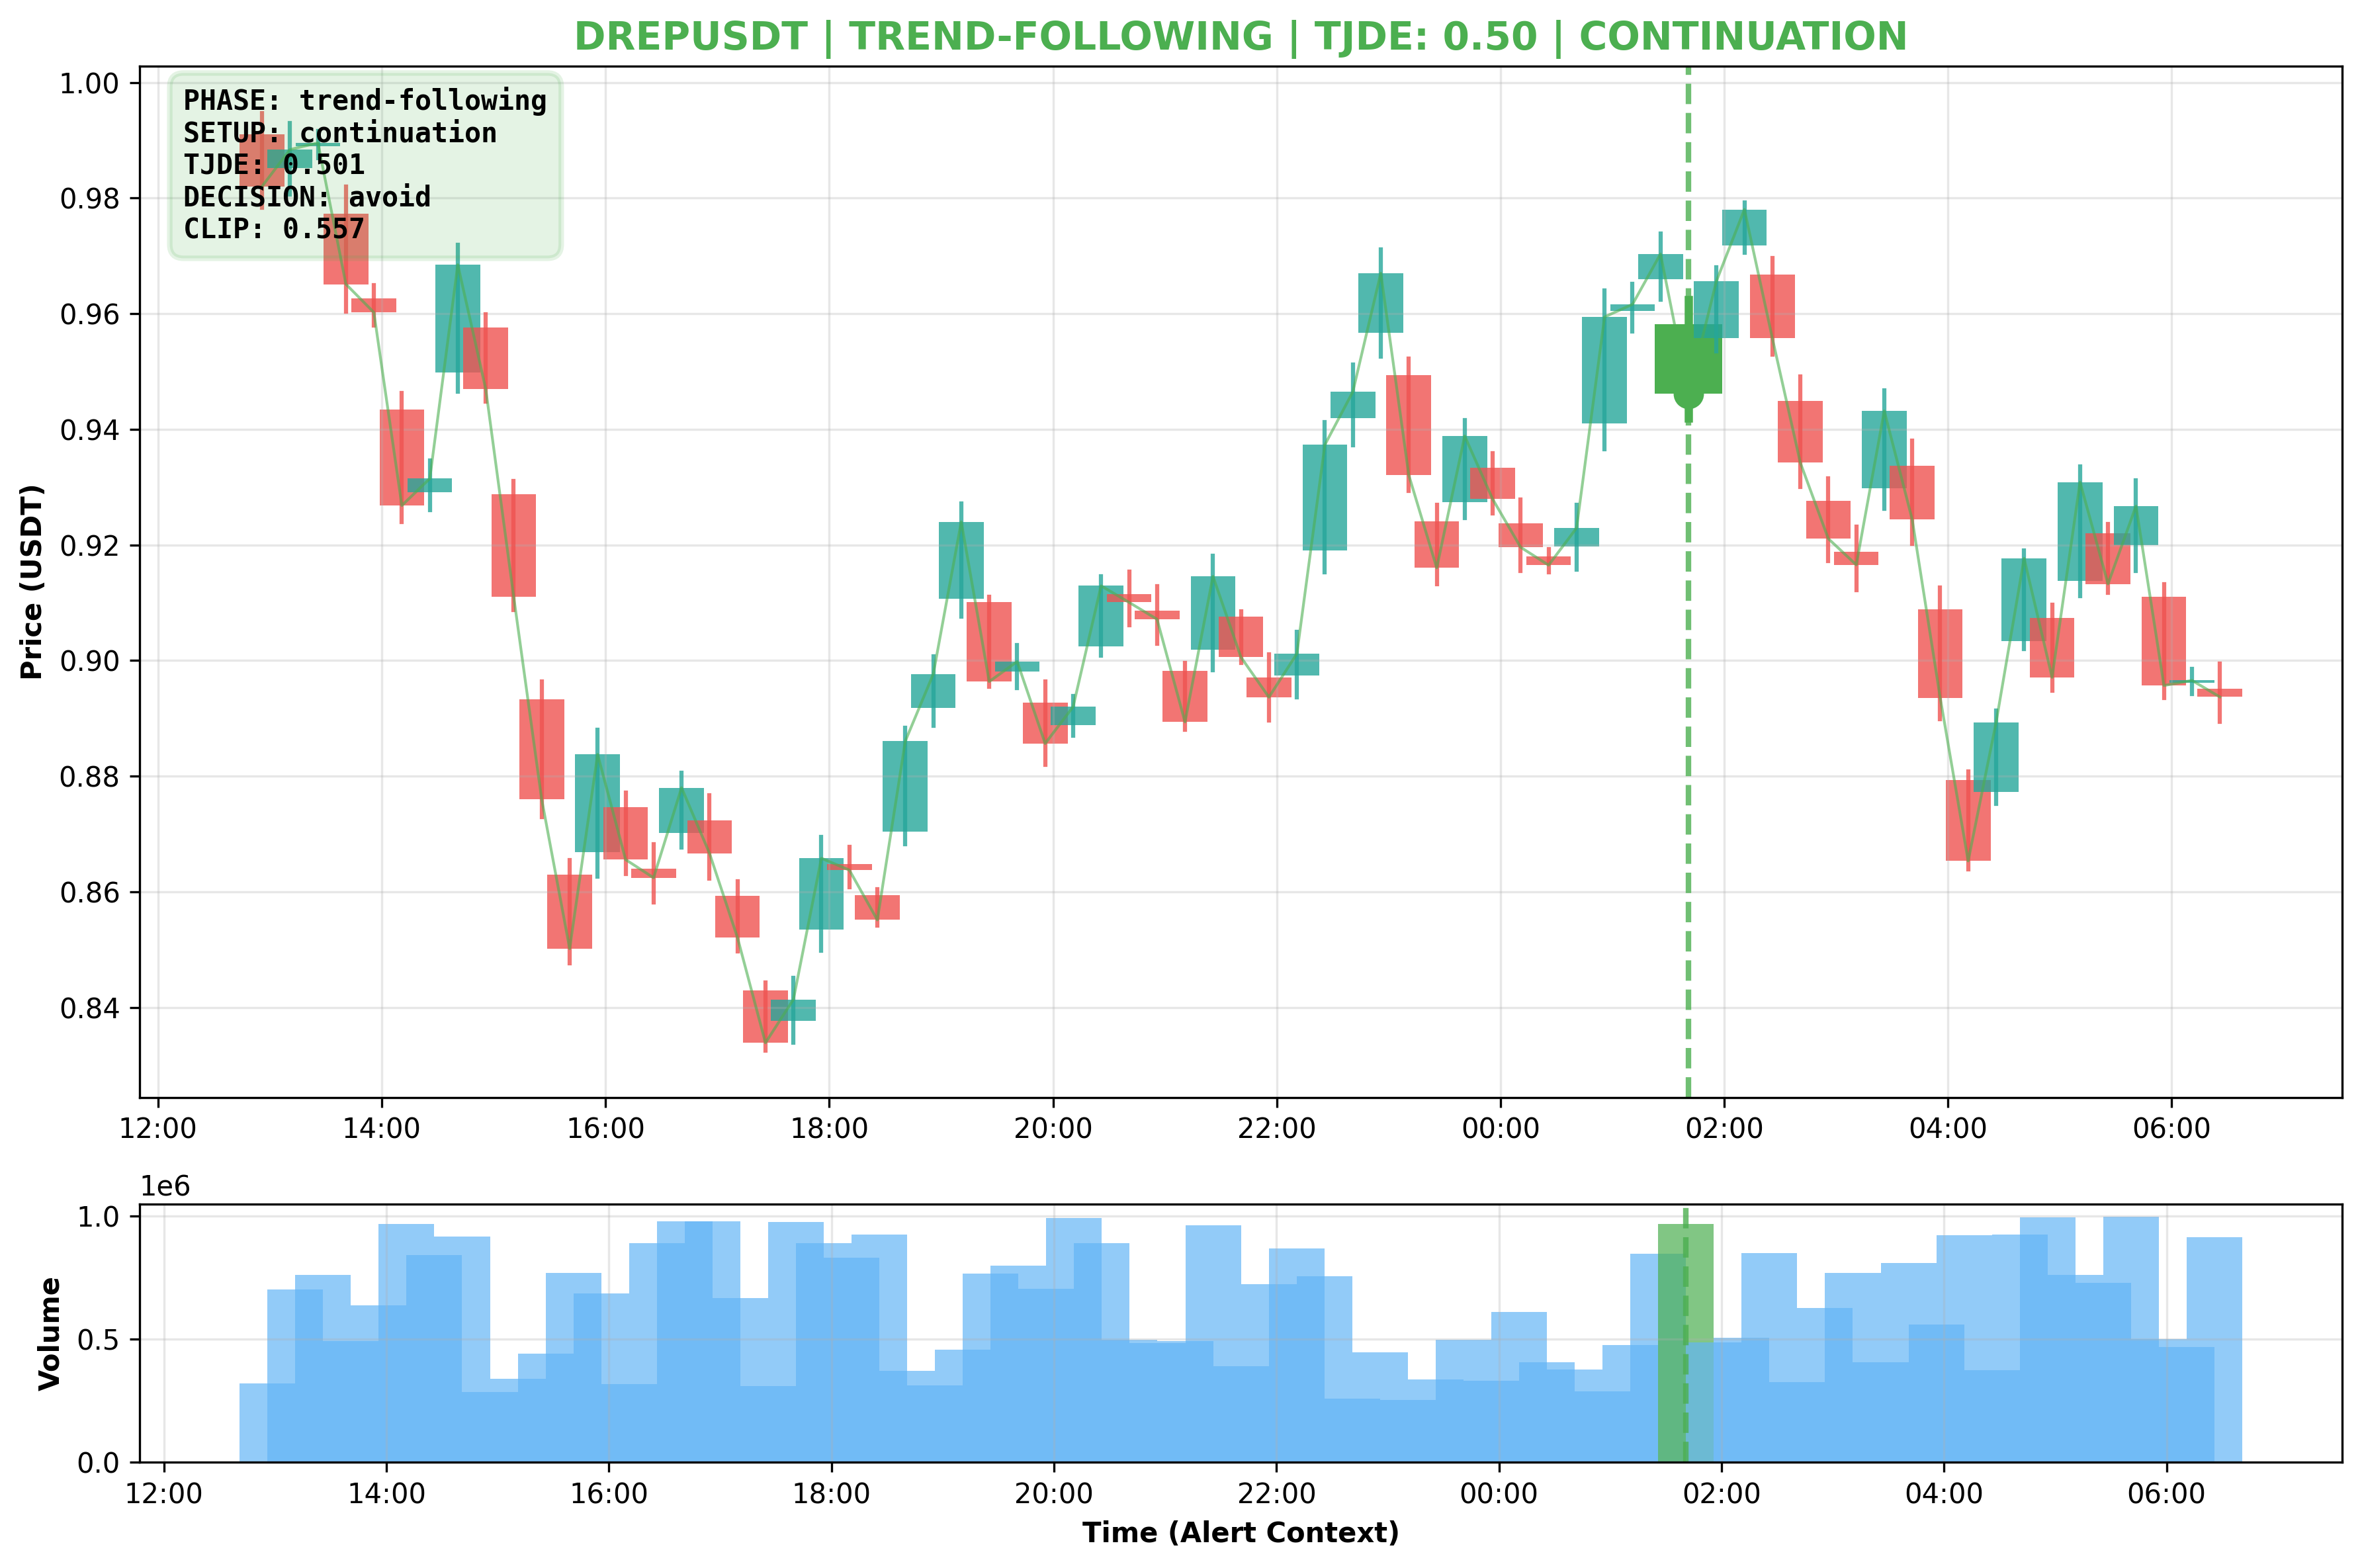 DREPUSDT | TREND-FOLLOWING | TJDE: 0.50 | CONTINUATION
PHASE: trend-following
SETUP: continuation
TJDE: 0.501
DECISION: avoid
CLIP: 0.557
Price (USDT)
1.00
0.98
0.96
0.94
0.92
0.90
0.88
0.86
0.84
12:00 14:00 16:00 18:00 20:00 22:00 00:00 02:00 04:00 06:00
1e6
Volume
1.0
0.5
0.0
12:00 14:00 16:00 18:00 20:00 22:00 00:00 02:00 04:00 06:00
Time (Alert Context)